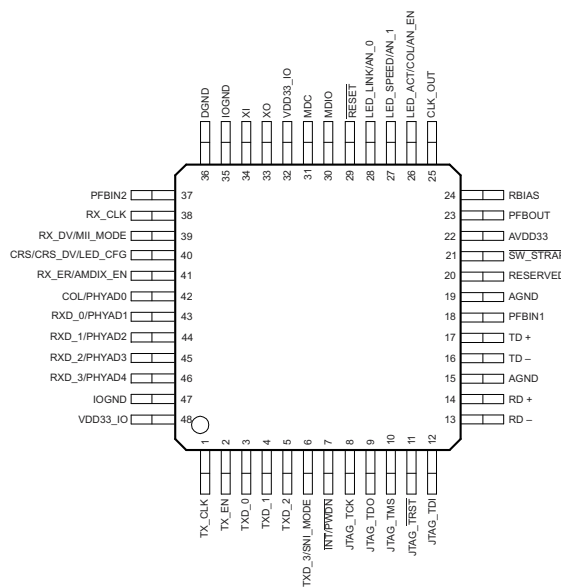 DGND
IOGND
XI
XO
VDD33_IO
MDC
MDIO
RESET
LED_LINK/AN_0
LED_SPEED/AN_1
LED_ACT/COL/AN_EN
CLK_OUT
36
35
34
33
32
31
30
29
28
27
26
25
PFBIN2 37
RX_CLK 38
RX_DV/MII_MODE 39
CRS/CRS_DV/LED_CFG 40
RX_ER/AMDIX_EN 41
COL/PHYAD0 42
RXD_0/PHYAD1 43
RXD_1/PHYAD2 44
RXD_2/PHYAD3 45
RXD_3/PHYAD4 46
IOGND 47
VDD33_IO 48
24 RBIAS
23 PFBOUT
22 AVDD33
21 SW_STRAP
20 RESERVED
19 AGND
18 PFBIN1
17 TD +
16 TD –
15 AGND
14 RD +
13 RD –
1
2
3
4
5
6
7
8
9
10
11
12
TX_CLK
TX_EN
TXD_0
TXD_1
TXD_2
TXD_3/SNI_MODE
INT/PWDN
JTAG_TCK
JTAG_TDO
JTAG_TMS
JTAG_TRST
JTAG_TDI